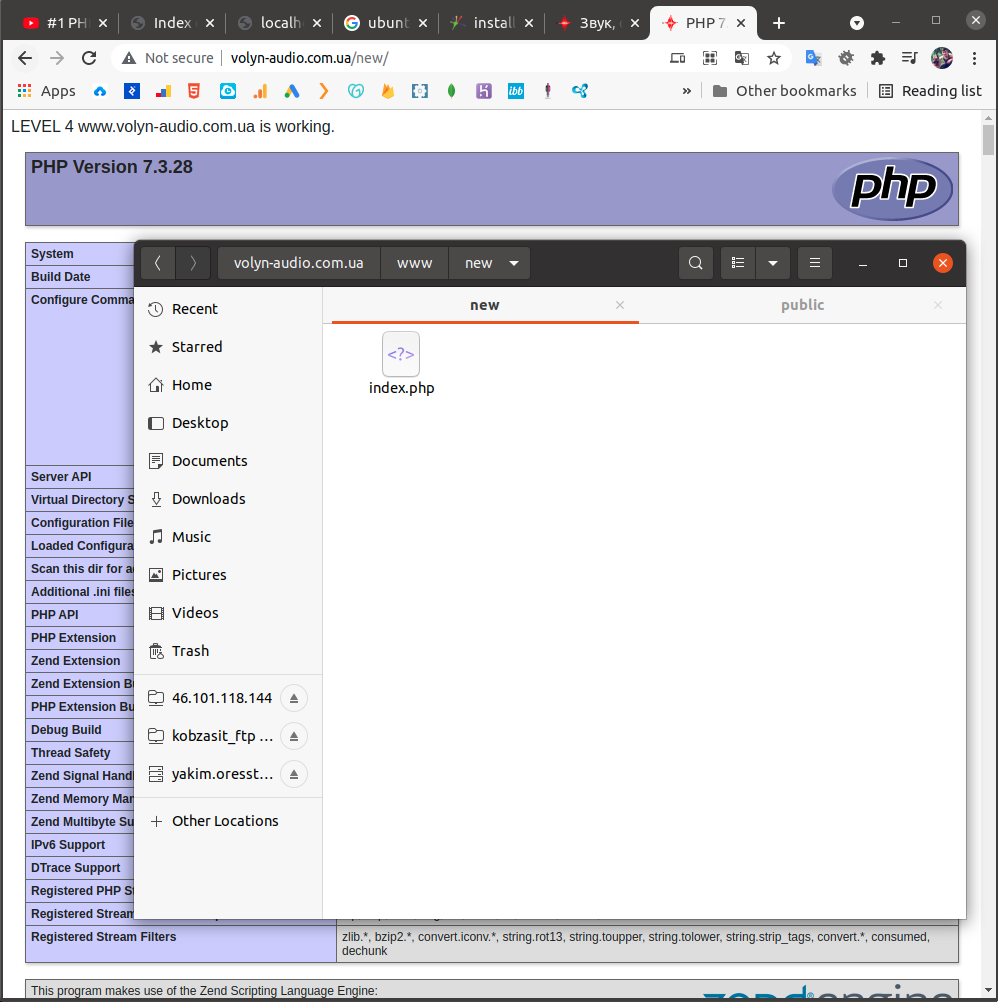 #1 PH
Index
localh
ubunt
install
Звук,
PHP 7
Not secure
volyn-audio.com.ua/new/
Apps
ibb
»
Other bookmarks
Reading list
LEVEL 4 www.volyn-audio.com.ua is working.
PHP Version 7.3.28
php
System
Build Date
Configure Comma
volyn-audio.com.ua
www
new
Recent
Starred
Home
Desktop
Documents
Downloads
Music
Pictures
Videos
Trash
46.101.118.144
kobzasit_ftp ...
yakim.oresst...
Other Locations
new
public
<?>
index.php
Server API
Virtual Directory S
Configuration File
Loaded Configura
Scan this dir for a
Additional .ini files
PHP API
PHP Extension
Zend Extension
Zend Extension Bu
PHP Extension Bu
Debug Build
Thread Safety
Zend Signal Handl
Zend Memory Man
Zend Multibyte Su
IPv6 Support
DTrace Support
Registered PHP St
Registered Stream
Registered Stream Filters
zlib.*, bzip2.*, convert.iconv.*, string.rot13, string.toupper, string.tolower, string.strip_tags, convert.*, consumed,
dechunk
This program makes use of the Zend Scripting Language Engine:
zend engine